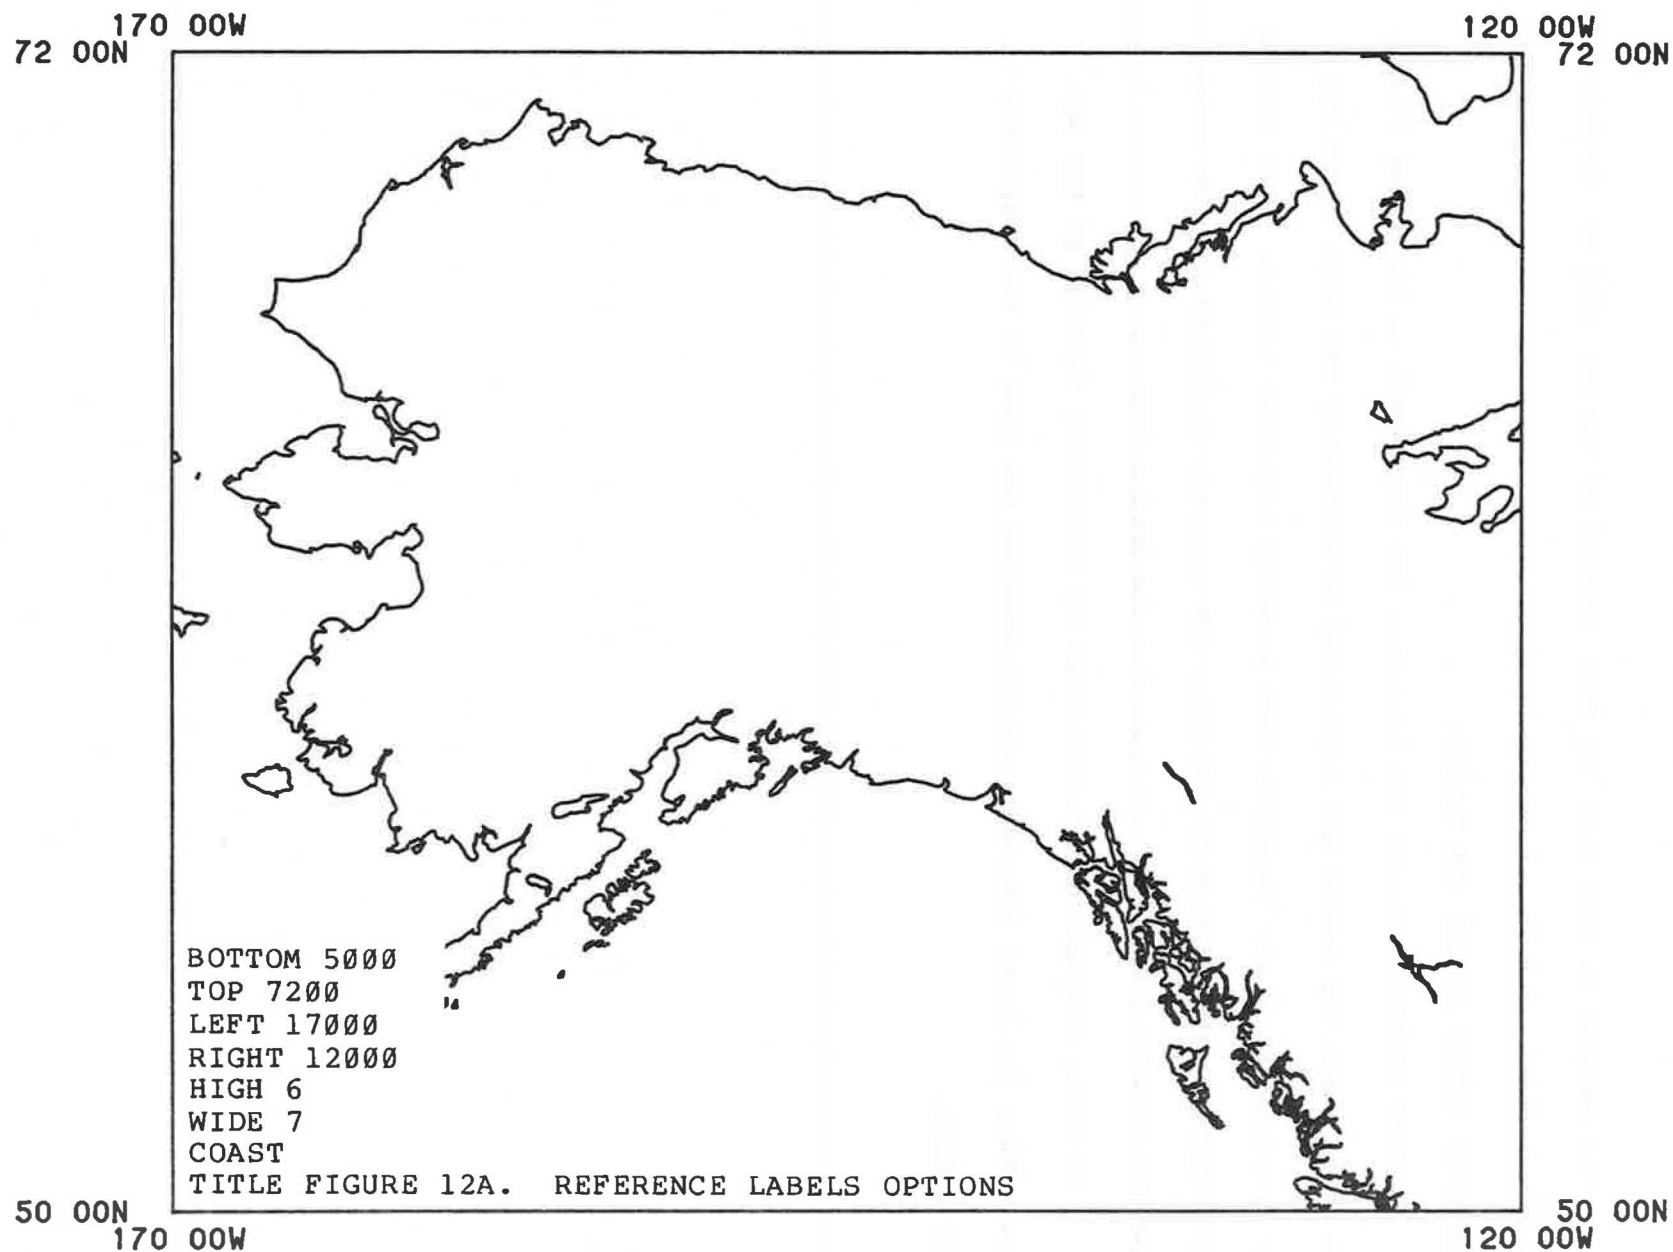 170 00W 120 00W
72 00N 72 00N
BOTTOM 5000
TOP 7200
LEFT 17000
RIGHT 12000
HIGH 6
WIDE 7
COAST
TITLE FIGURE 12A. REFERENCE LABELS OPTIONS
50 00N 50 00N
170 00W 120 00W